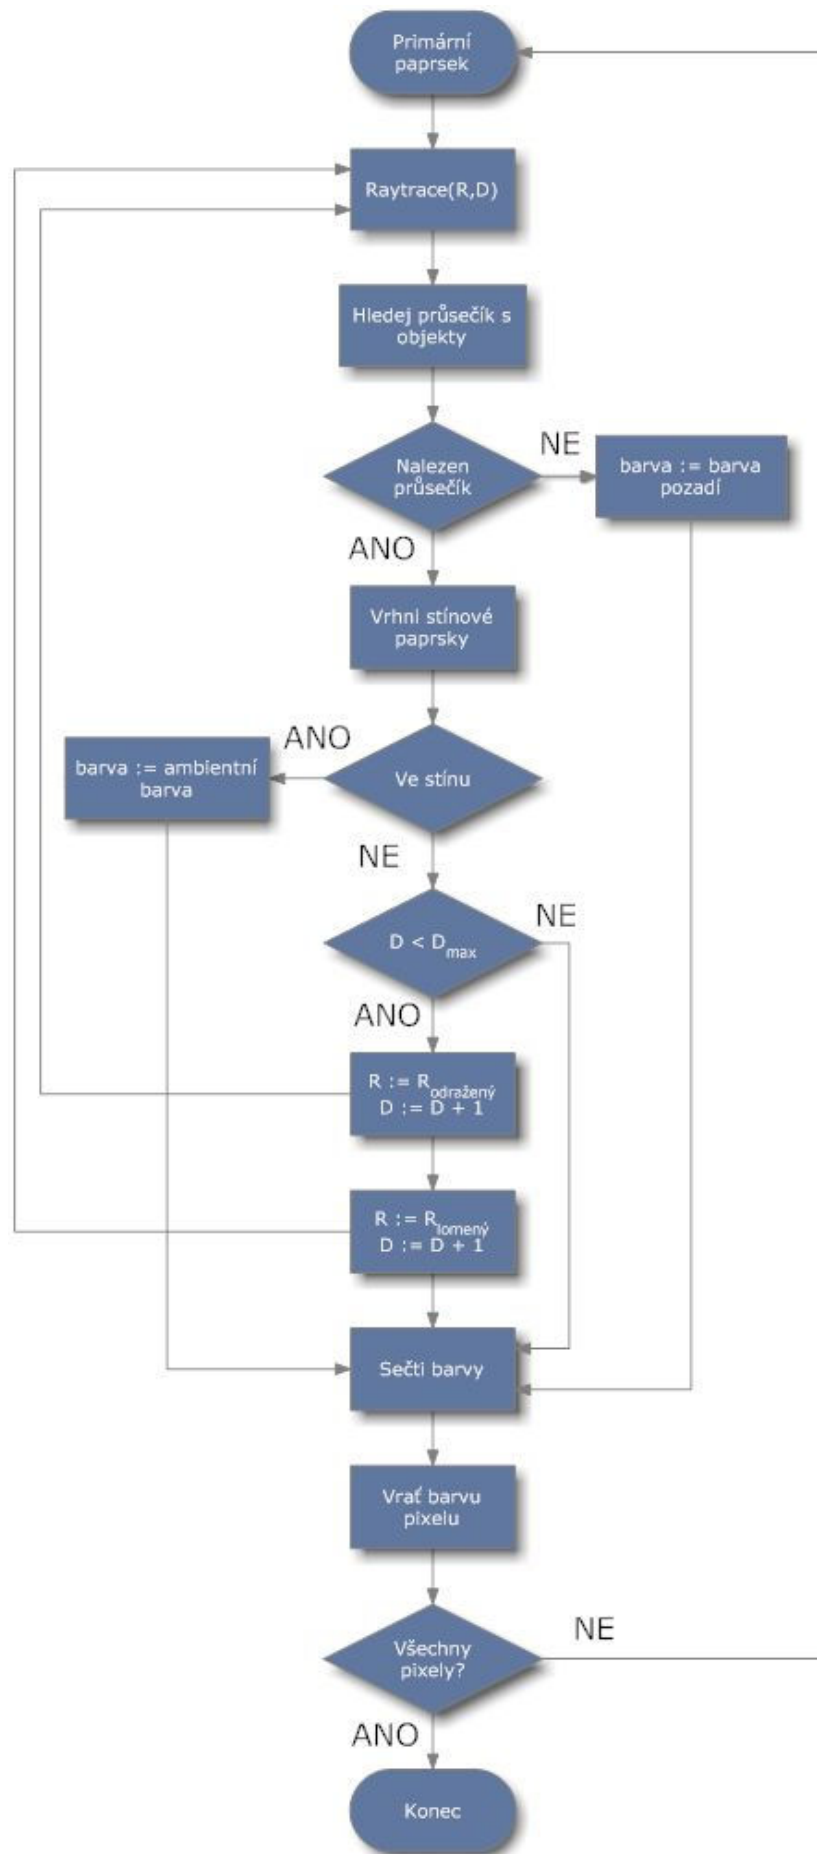 Primární
paprsek
Raytrace(R,D)
Hledej průsečík s
objekty
Nalezen
průsečík
NE
barva := barva
pozadí
ANO
Vrhni stínové
paprsky
ANO
barva := ambientní
barva
Ve stínu
NE
D < Dmax
NE
ANO
R := Rodražený
D := D + 1
R := Rlomený
D := D + 1
Sečti barvy
Vrať barvu
pixelu
Všechny
pixely?
NE
ANO
Konec